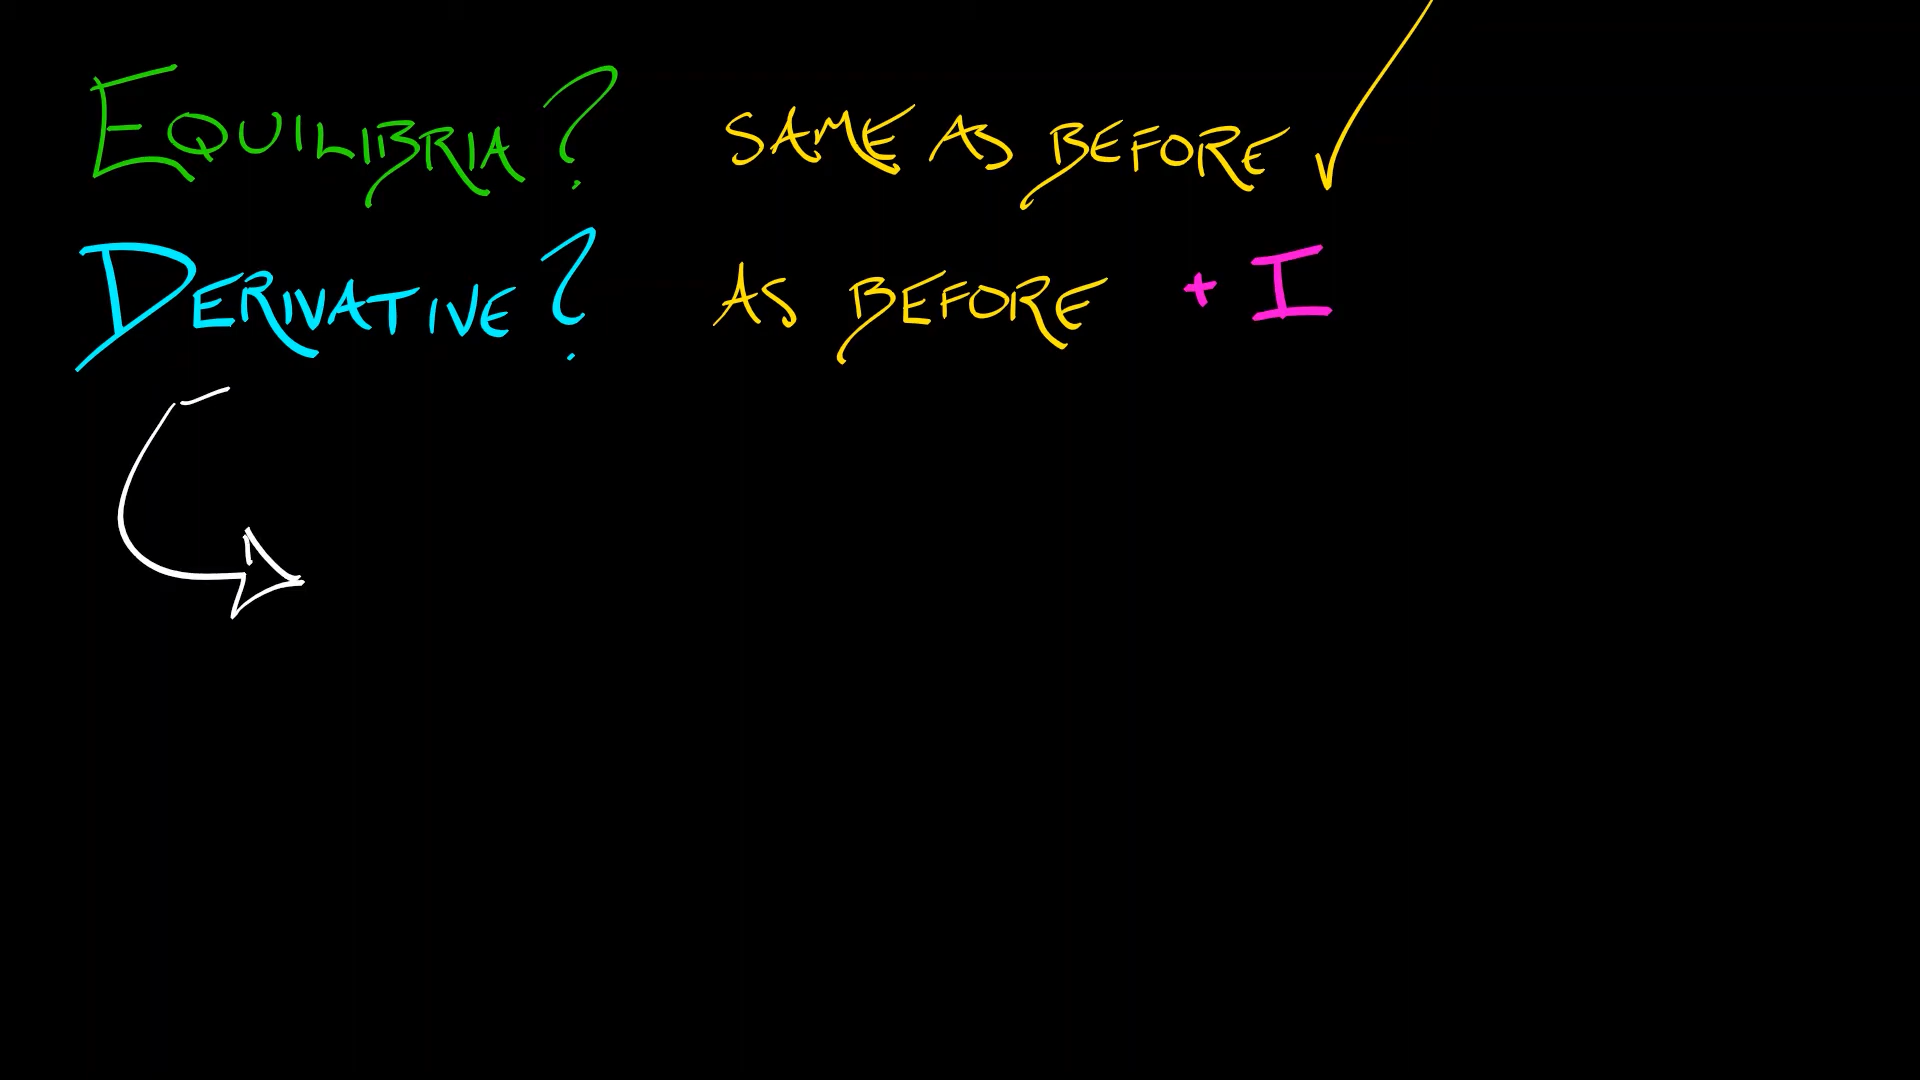 EQUILIBRIA? SAME AS BEFORE ✓
DERIVATIVE? AS BEFORE + I